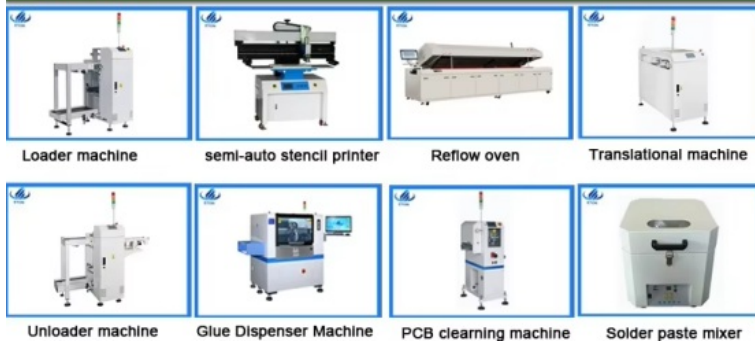 Loader machine
semi-auto stencil printer
Reflow oven
Translational machine
Unloader machine
Glue Dispenser Machine
PCB clearning machine
Solder paste mixer